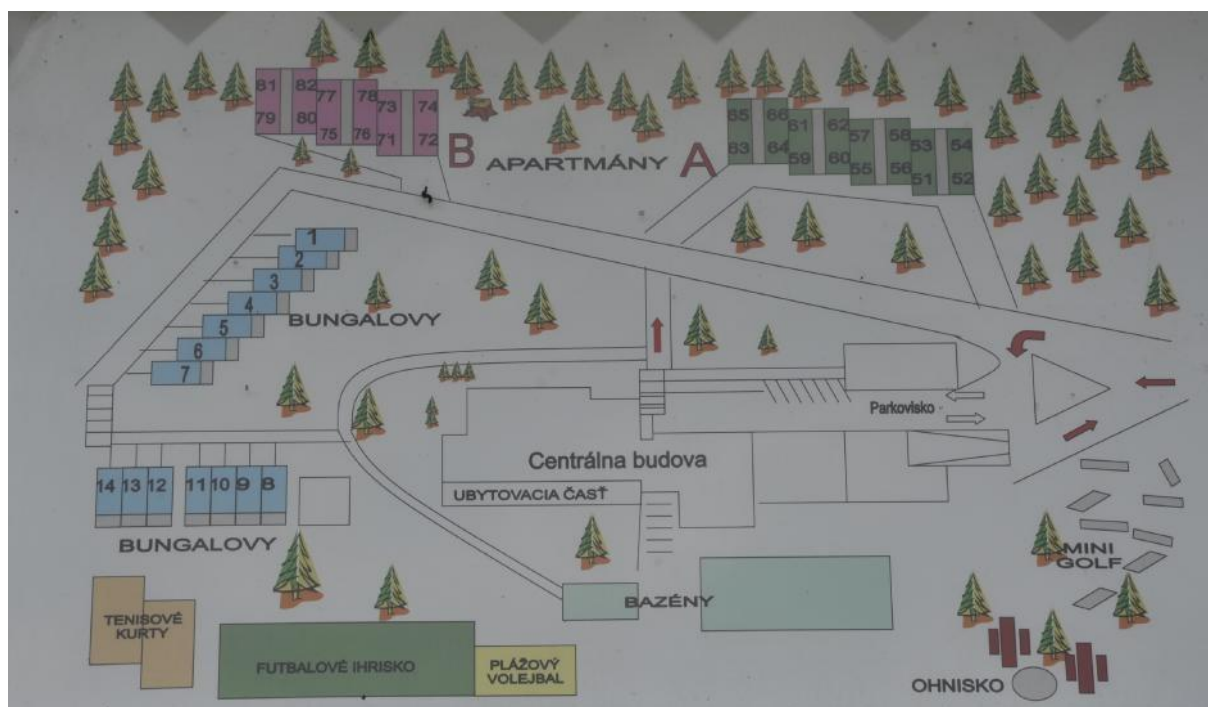 81 82
79 80
77 78
75 76
73 74
71 72
B
APARTMÁNY
A
65 66
63 64
61 62
59 60
57 58
55 56
53 54
51 52
1
2
3
4
5
6
7
BUNGALOVY
Parkovisko
Centrálna budova
UBYTOVACIA ČASŤ
14 13 12 11 10 9 8
BUNGALOVY
MINI
GOLF
BAZÉNY
TENISOVÉ
KURTY
FUTBALOVÉ IHRISKO
PLÁŽOVÝ
VOLEJBAL
OHNISKO